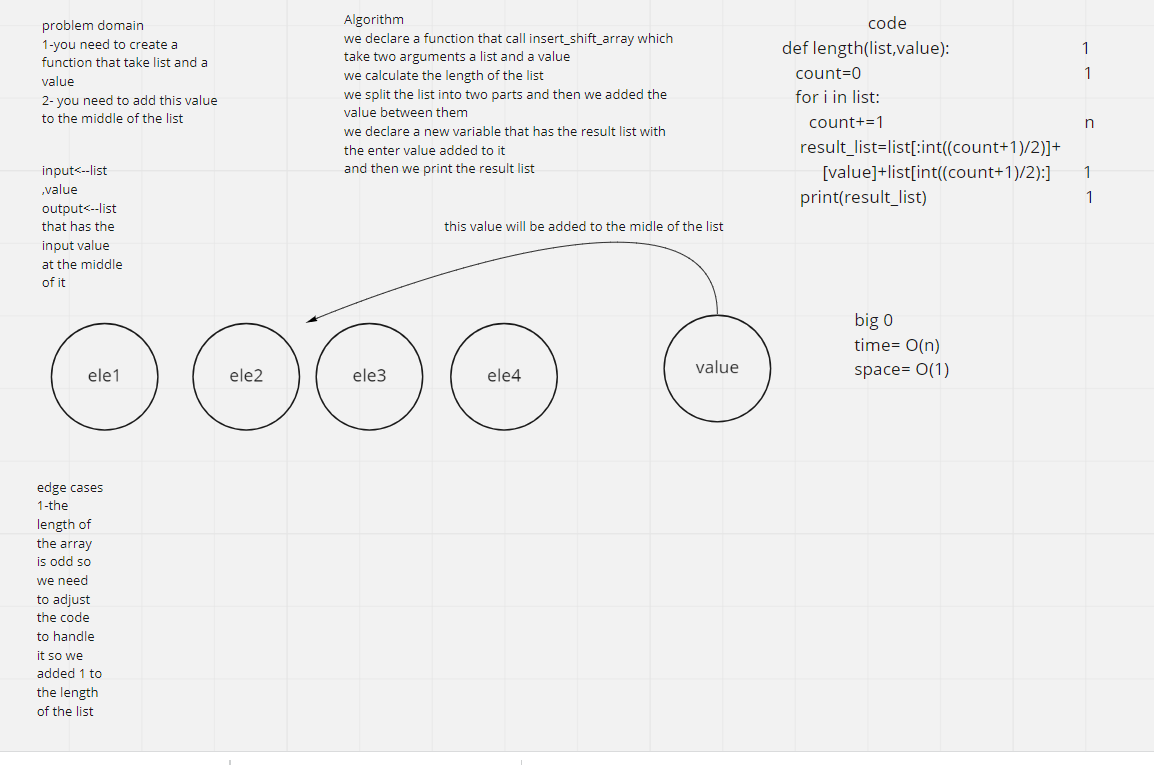 problem domain
1-you need to create a
function that take list and a
value
2- you need to add this value
to the middle of the list
input<--list
,value
output<--list
that has the
input value
at the middle
of it
Algorithm
we declare a function that call insert_shift_array which
take two arguments a list and a value
we calculate the length of the list
we split the list into two parts and then we added the
value between them
we declare a new variable that has the result list with
the enter value added to it
and then we print the result list
code
def length(list,value): 1
count=0 1
for i in list:
count+=1 n
result_list=list[:int((count+1)/2)]+
[value]+list[int((count+1)/2):] 1
print(result_list) 1
this value will be added to the midle of the list
ele1
ele2
ele3
ele4
value
big 0
time= O(n)
space= O(1)
edge cases
1-the
length of
the array
is odd so
we need
to adjust
the code
to handle
it so we
added 1 to
the length
of the list